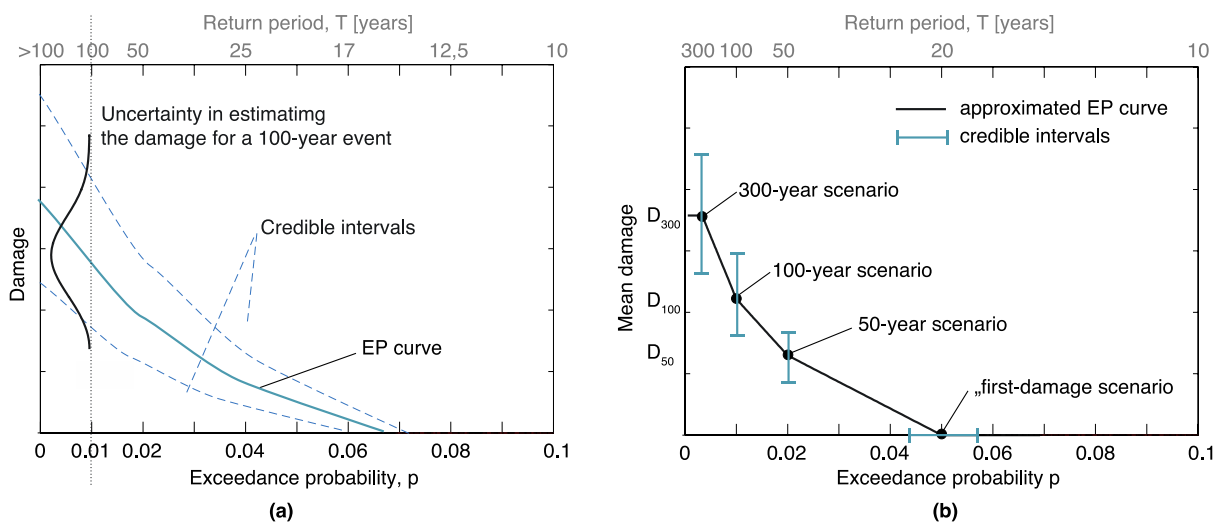 Return period, T [years]
>100 100 50 25 17 12,5 10
Uncertainty in estimatimg
the damage for a 100-year event
Credible intervals
EP curve
Damage
0 0.01 0.02 0.04 0.06 0.08 0.1
Exceedance probability, p
(a)
Return period, T [years]
300 100 50 20 10
approximated EP curve
credible intervals
300-year scenario
100-year scenario
50-year scenario
„first-damage scenario
D300
D100
D50
Mean damage
0 0.02 0.04 0.06 0.08 0.1
Exceedance probability p
(b)